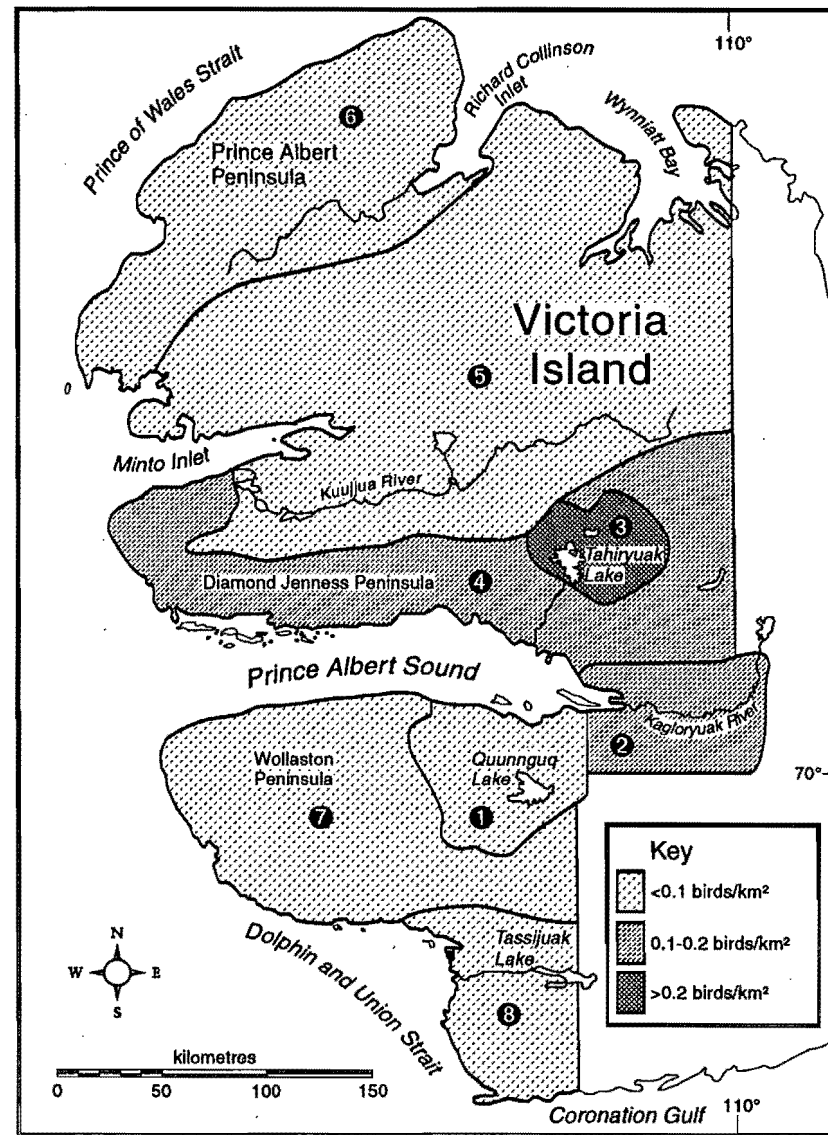 110°
Prince of Wales Strait
Richard Collinson
Inlet
Wynniatt Bay
6
Prince Albert
Peninsula
Victoria
Island
5
Minto Inlet
Kuujjua River
3
Tahiryuak
Lake
Diamond Jenness Peninsula
4
Prince Albert Sound
Kagloryuak River
2
70°
Wollaston
Peninsula
Quunnguq
Lake
7
1
Key
<0.1 birds/km²
0.1-0.2 birds/km²
>0.2 birds/km²
Tassijuak
Lake
Dolphin and Union Strait
N
W E
S
8
kilometres
0 50 100 150
Coronation Gulf
110°